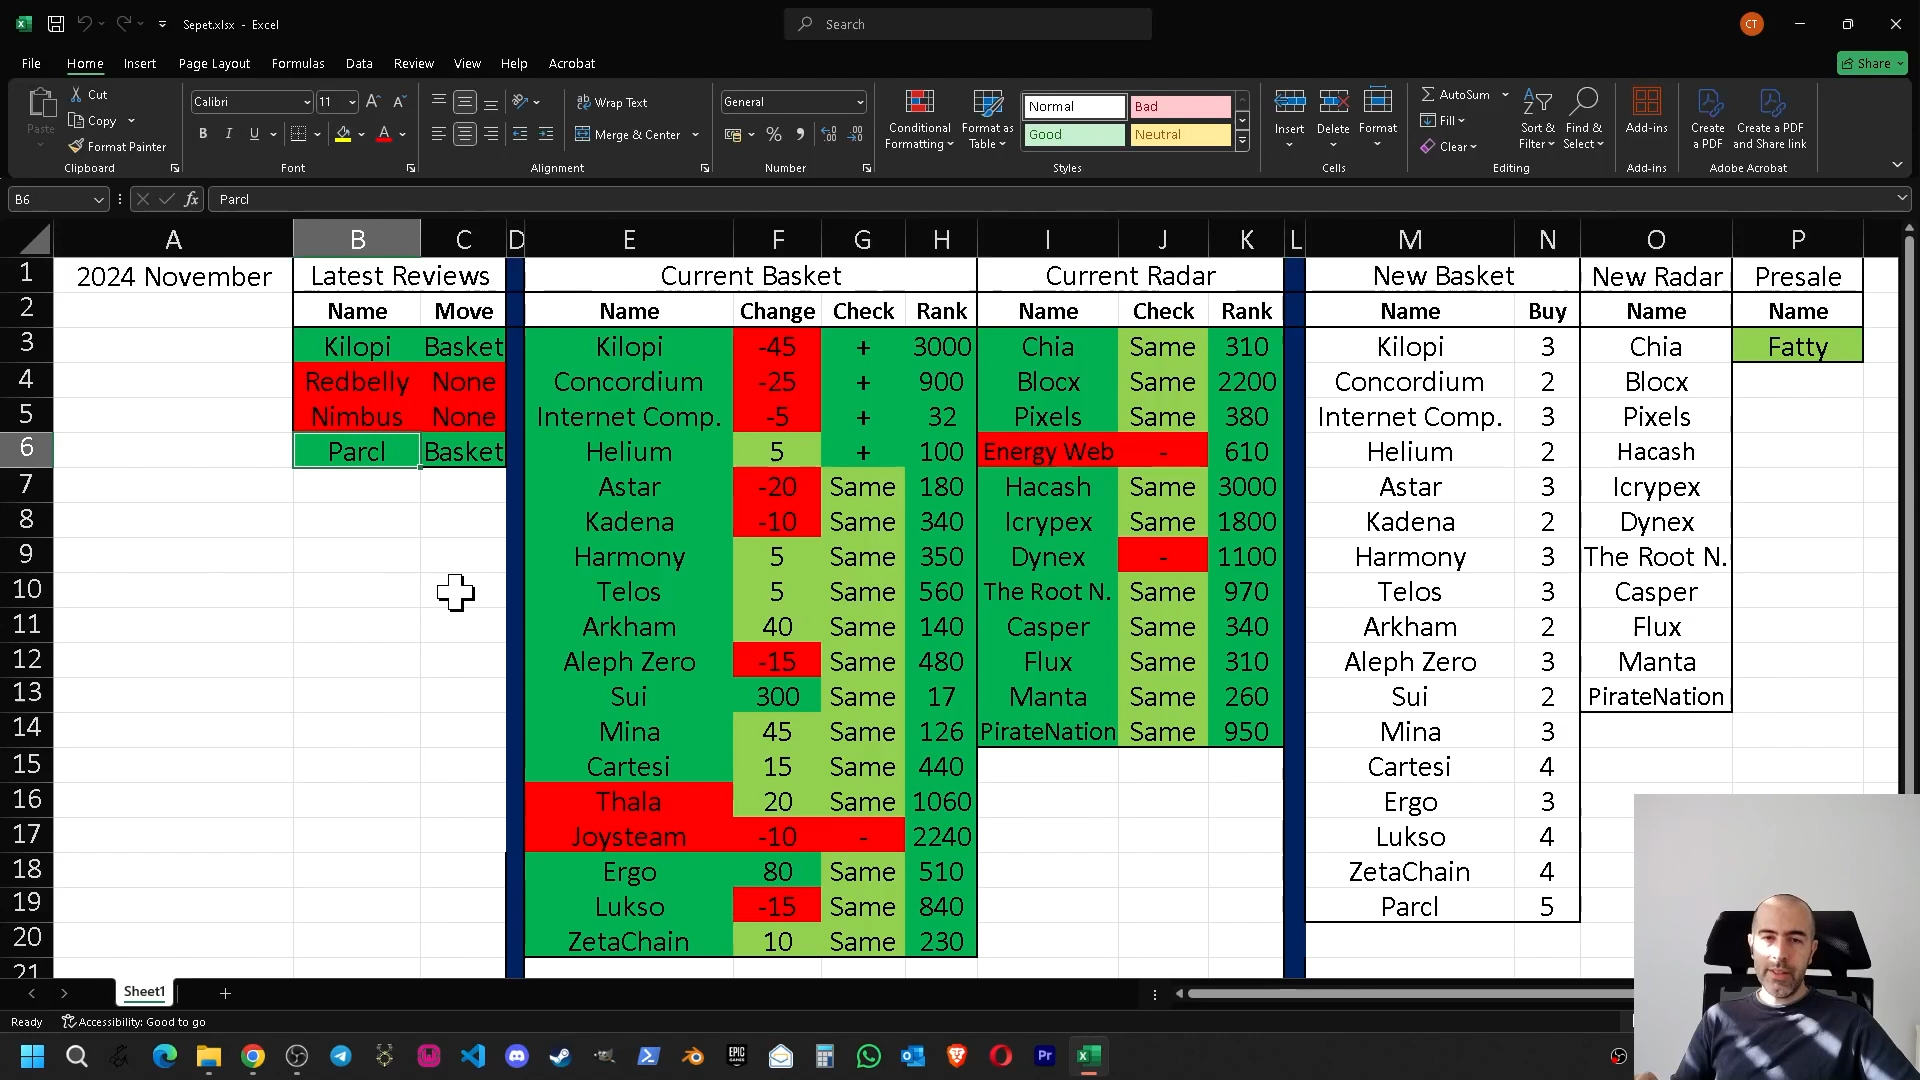 Sepet.xlsx - Excel
Search
CT
File Home Insert Page Layout Formulas Data Review View Help Acrobat
Share
Paste
Cut
Copy
Format Painter
Clipboard
Calibri 11
B I U
Font
Wrap Text
Merge & Center
Alignment
General
Number
Conditional Formatting
Format as Table
Normal Bad
Good Neutral
Styles
Insert Delete Format
Cells
AutoSum
Fill
Clear
Sort & Filter
Find & Select
Editing
Add-ins
Add-ins
Create a PDF
Create a PDF and Share link
Adobe Acrobat
B6 fx Parcl
A B C D E F G H I J K L M N O P
1 2024 November Latest Reviews Current Basket Current Radar New Basket New Radar Presale
2 Name Move Name Change Check Rank Name Check Rank Name Buy Name Name
3 Kilopi Basket Kilopi -45 + 3000 Chia Same 310 Kilopi 3 Chia Fatty
4 Redbelly None Concordium -25 + 900 Blocx Same 2200 Concordium 2 Blocx
5 Nimbus None Internet Comp. -5 + 32 Pixels Same 380 Internet Comp. 3 Pixels
6 Parcl Basket Helium 5 + 100 Energy Web - 610 Helium 2 Hacash
7 Astar -20 Same 180 Hacash Same 3000 Astar 3 Icrypex
8 Kadena -10 Same 340 Icrypex Same 1800 Kadena 2 Dynex
9 Harmony 5 Same 350 Dynex - 1100 Harmony 3 The Root N.
10 Telos 5 Same 560 The Root N. Same 970 Telos 3 Casper
11 Arkham 40 Same 140 Casper Same 340 Arkham 2 Flux
12 Aleph Zero -15 Same 480 Flux Same 310 Aleph Zero 3 Manta
13 Sui 300 Same 17 Manta Same 260 Sui 2 PirateNation
14 Mina 45 Same 126 PirateNation Same 950 Mina 3
15 Cartesi 15 Same 440 Cartesi 4
16 Thala 20 Same 1060 Ergo 3
17 Joysteam -10 - 2240 Lukso 4
18 Ergo 80 Same 510 ZetaChain 4
19 Lukso -15 Same 840 Parcl 5
20 ZetaChain 10 Same 230
21
Sheet1
Ready Accessibility: Good to go
EPIC GAMES
Pr